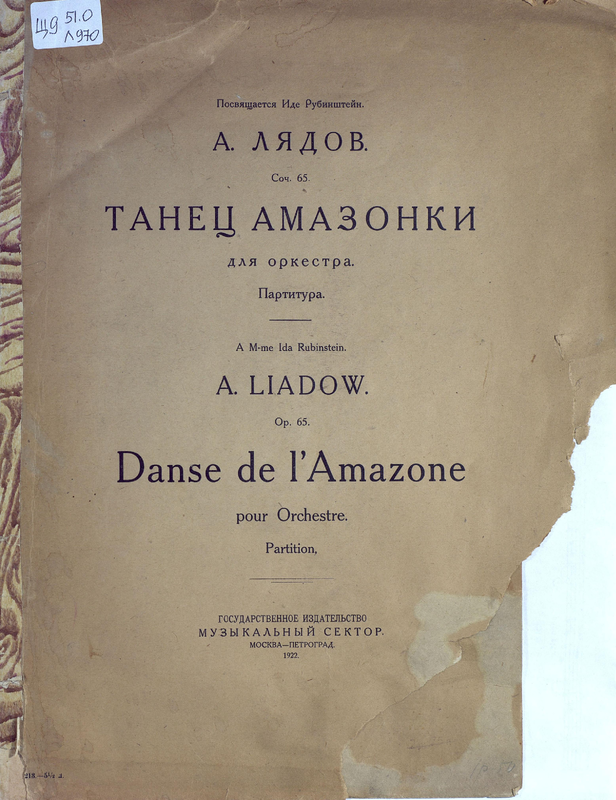 Щ9 51.0
Л970
Посвящается Иде Рубинштейн.
А. ЛЯДОВ.
Соч. 65.
ТАНЕЦ АМАЗОНКИ
для оркестра.
Партитура.
A M-me Ida Rubinstein.
A. LIADOW.
Op. 65.
Danse de l'Amazone
pour Orchestre.
Partition,
ГОСУДАРСТВЕННОЕ ИЗДАТЕЛЬСТВО
МУЗЫКАЛЬНЫЙ СЕКТОР.
МОСКВА—ПЕТРОГРАД.
1922.